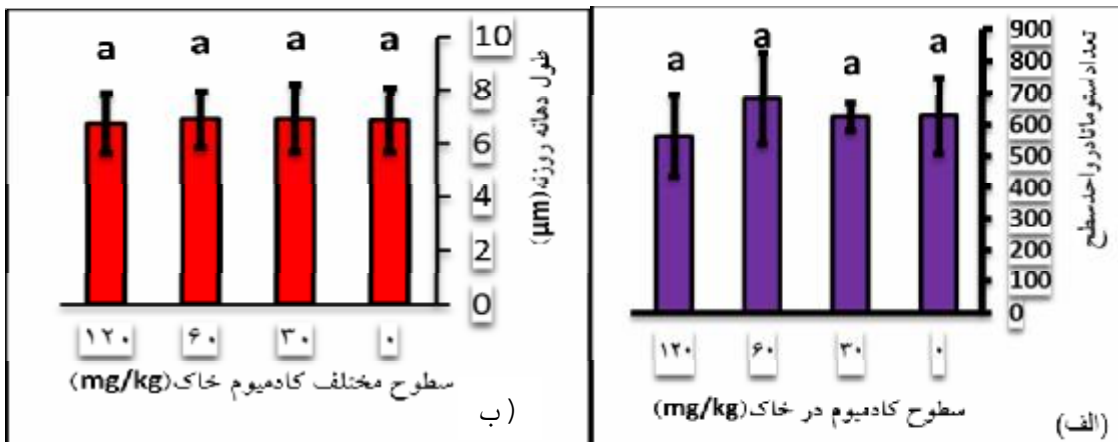 تعداد ستوماتا در واحد سطح
900
800
700
600
500
400
300
200
100
0
a a a a
۱۲۰ ۶۰ ۳۰ ۰
سطوح کادمیوم در خاک(mg/kg)
(الف)
طول دهانه روزنه(µm)
10
8
6
4
2
0
a a a a
۱۲۰ ۶۰ ۳۰ ۰
سطوح مختلف کادمیوم خاک(mg/kg)
ب)